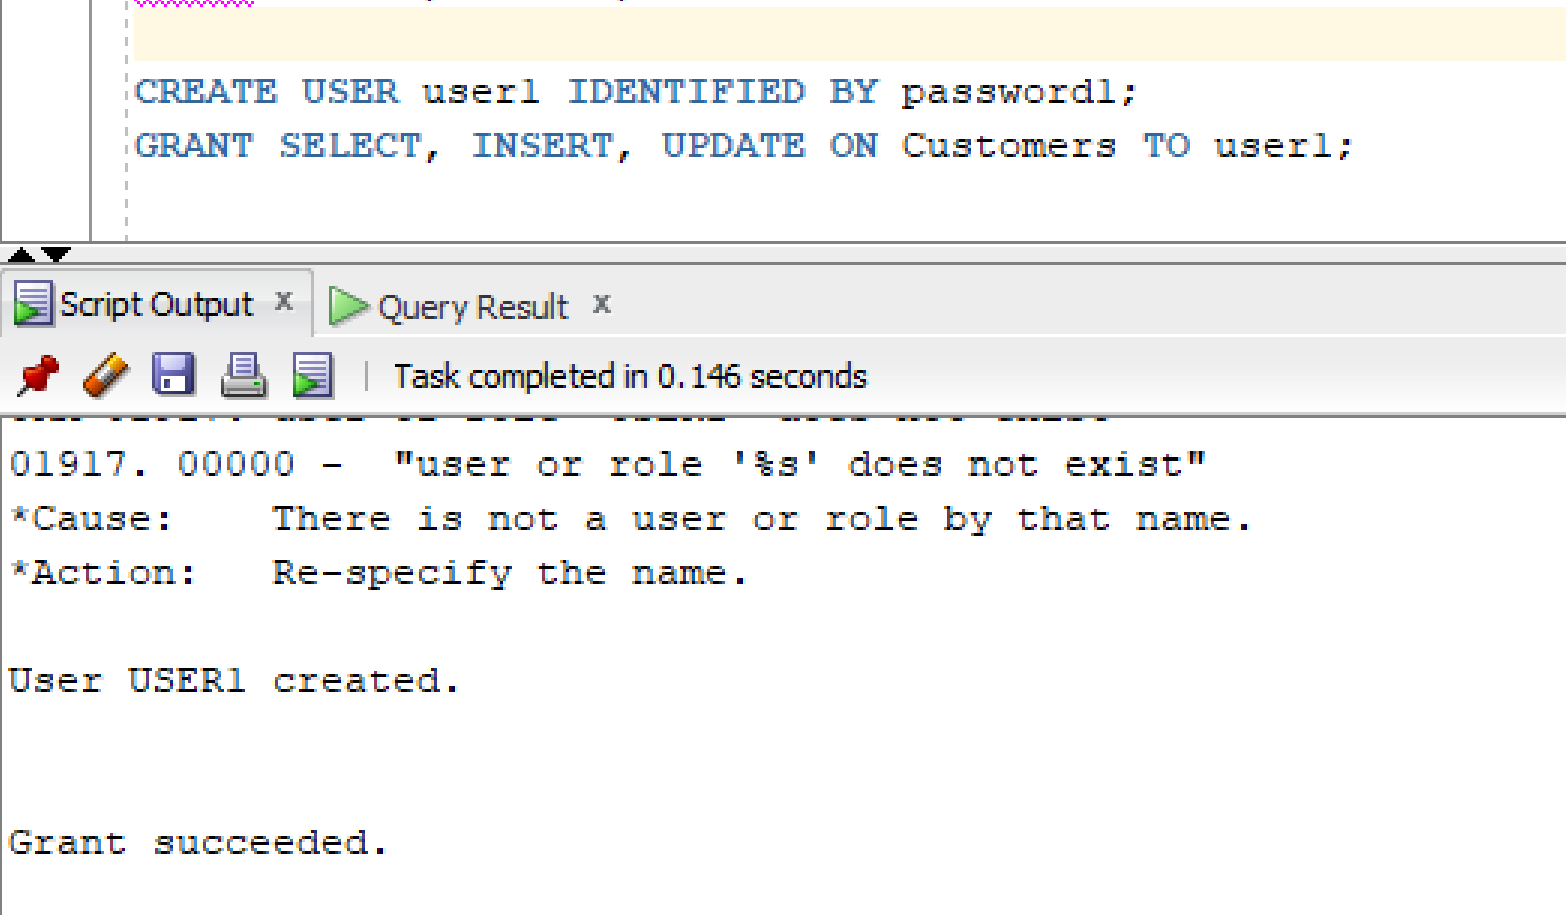 CREATE USER user1 IDENTIFIED BY password1;
GRANT SELECT, INSERT, UPDATE ON Customers TO user1;
Script Output x Query Result x
Task completed in 0.146 seconds
01917. 00000 -  "user or role '%s' does not exist"
*Cause:    There is not a user or role by that name.
*Action:   Re-specify the name.
User USER1 created.
Grant succeeded.